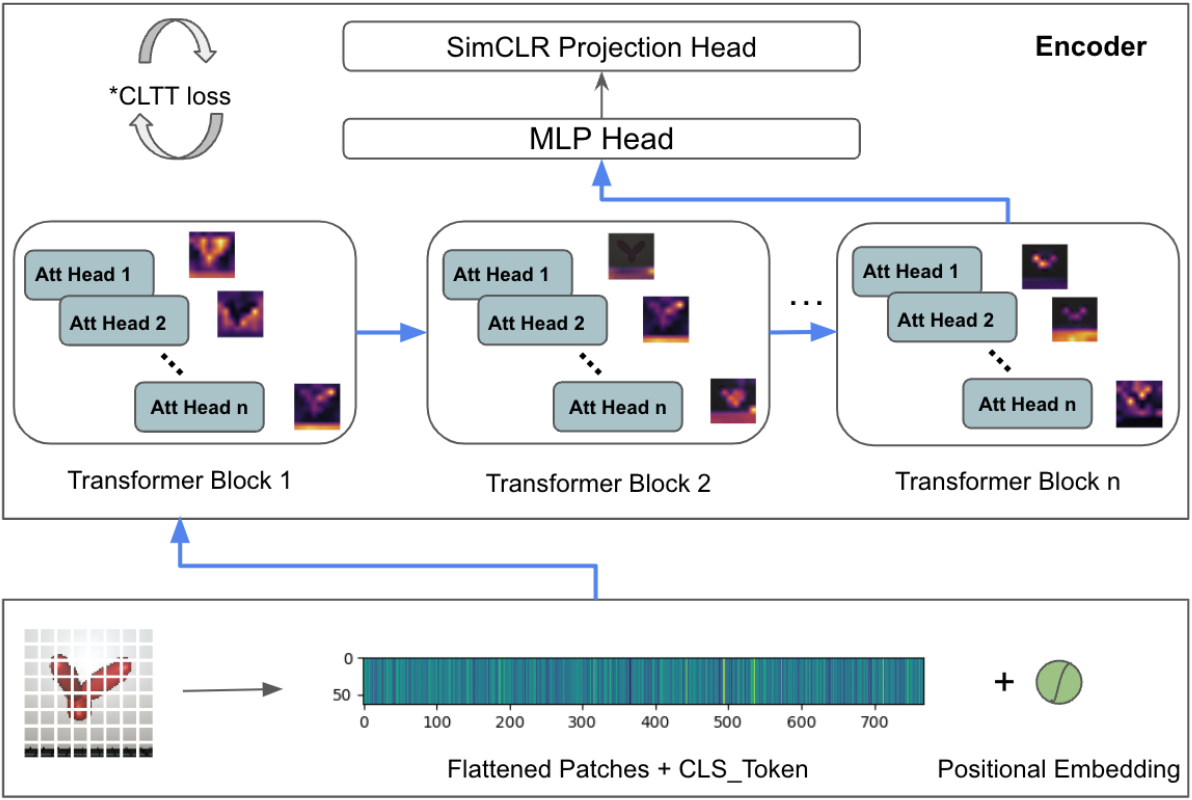 SimCLR Projection Head
Encoder
*CLTT loss
MLP Head
Att Head 1
Att Head 2
Att Head n
Att Head 1
Att Head 2
Att Head n
...
Att Head 1
Att Head 2
Att Head n
Transformer Block 1
Transformer Block 2
Transformer Block n
0
50
0 100 200 300 400 500 600 700
+
Flattened Patches + CLS_Token
Positional Embedding